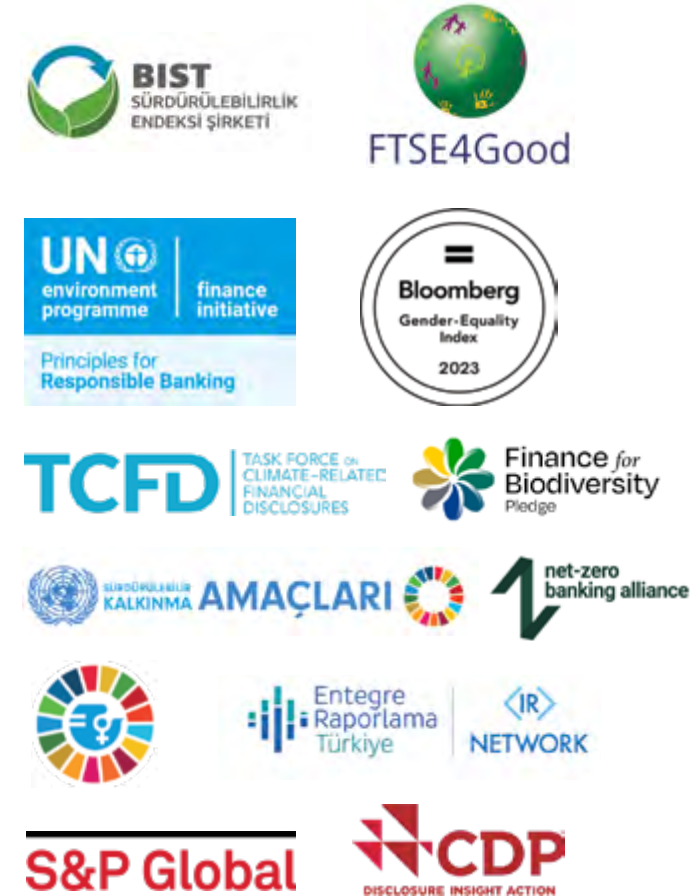 BIST
SÜRDÜRÜLEBİLİRLİK
ENDEKSİ ŞİRKETİ
FTSE4Good
UN
environment
programme
finance
initiative
Principles for
Responsible Banking
Bloomberg
Gender-Equality
Index
2023
TCFD
TASK FORCE ON
CLIMATE-RELATED
FINANCIAL
DISCLOSURES
Finance for
Biodiversity
Pledge
SÜRDÜRÜLEBİLİR
KALKINMA
AMAÇLARI
net-zero
banking alliance
Entegre
Raporlama
Türkiye
<IR>
NETWORK
S&P Global
CDP
DISCLOSURE INSIGHT ACTION